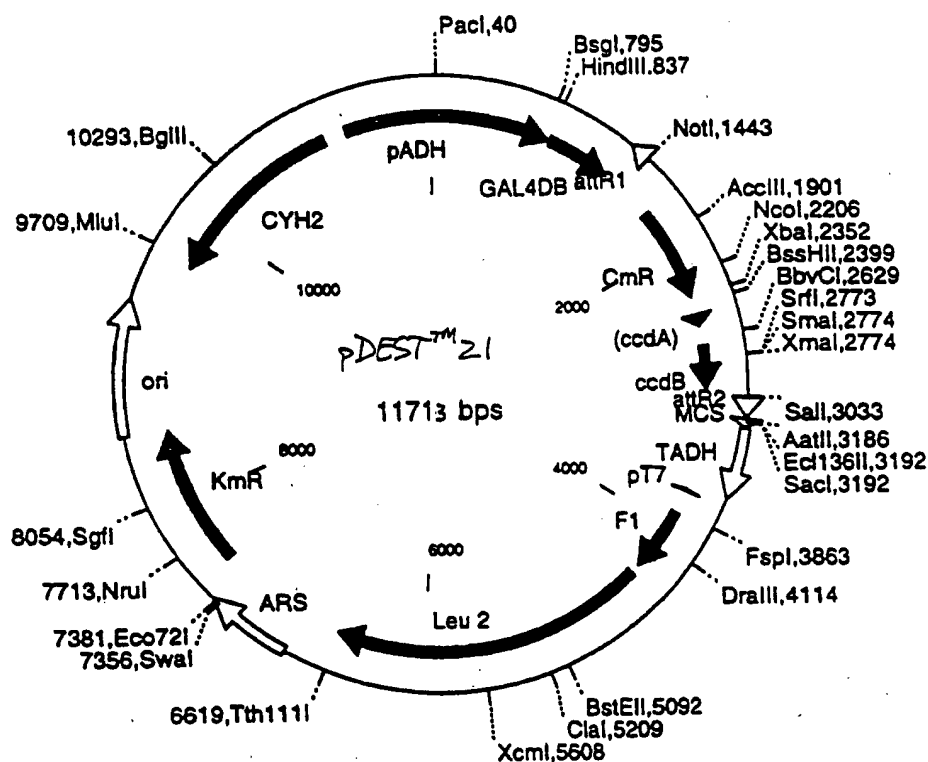 PacI,40
BsgI,795
HindIII.837
NotI,1443
AccIII,1901
NcoI,2206
XbaI,2352
BssHII,2399
BbvCI,2629
SrfI,2773
SmaI,2774
XmaI,2774
SalI,3033
AatII,3186
Ecl136II,3192
SacI,3192
FspI,3863
DraIII,4114
BstEII,5092
ClaI,5209
XcmI,5608
6619,Tth111I
7356,SwaI
7381,Eco72I
7713,NruI
8054,SgfI
9709,MluI
10293,BglII
pADH
GAL4DB
attR1
CmR
(ccdA)
ccdB
attR2
MCS
TADH
pT7
F1
Leu 2
ARS
KmR
ori
CYH2
10000
2000
4000
6000
8000
pDEST™21
11713 bps